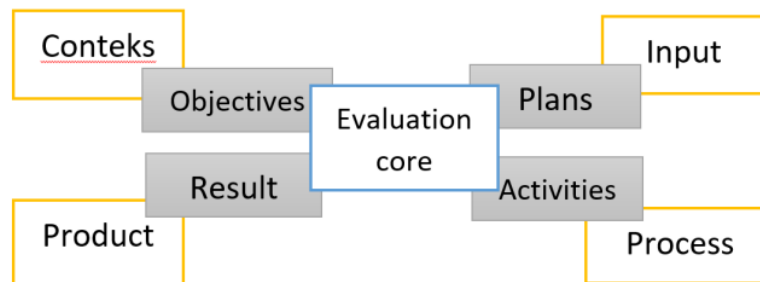 Conteks
Input
Objectives
Plans
Evaluation
core
Result
Activities
Product
Process